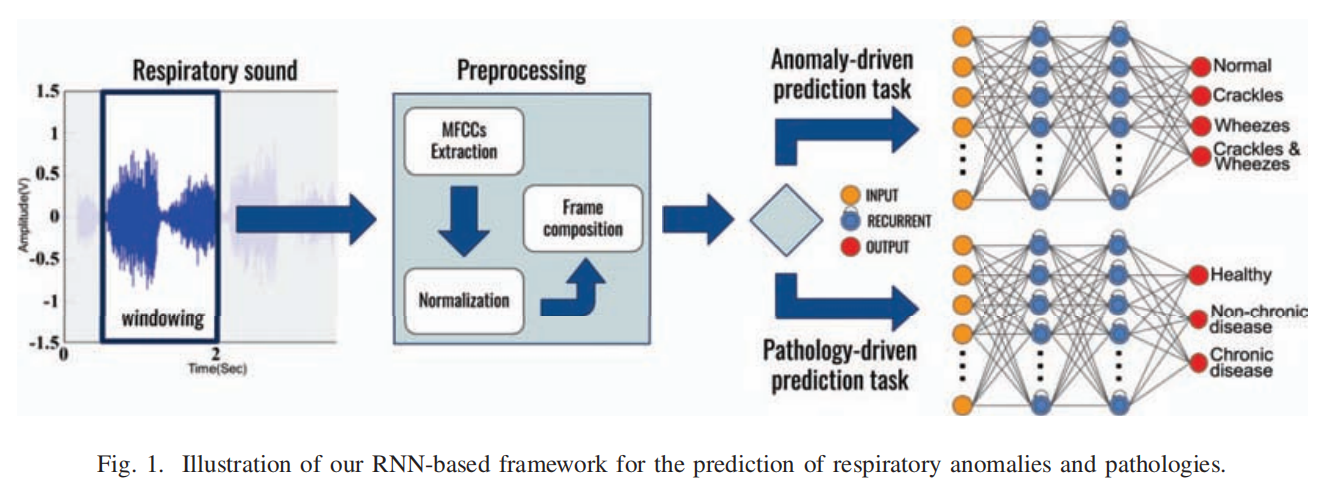 Respiratory sound
1.5
1
0.5
0
-0.5
-1
-1.5
Amplitude(V)
windowing
0
2
Time(Sec)
Preprocessing
MFCCs
Extraction
Normalization
Frame
composition
Anomaly-driven
prediction task
INPUT
RECURRENT
OUTPUT
Pathology-driven
prediction task
Normal
Crackles
Wheezes
Crackles &
Wheezes
Healthy
Non-chronic
disease
Chronic
disease
Fig. 1. Illustration of our RNN-based framework for the prediction of respiratory anomalies and pathologies.